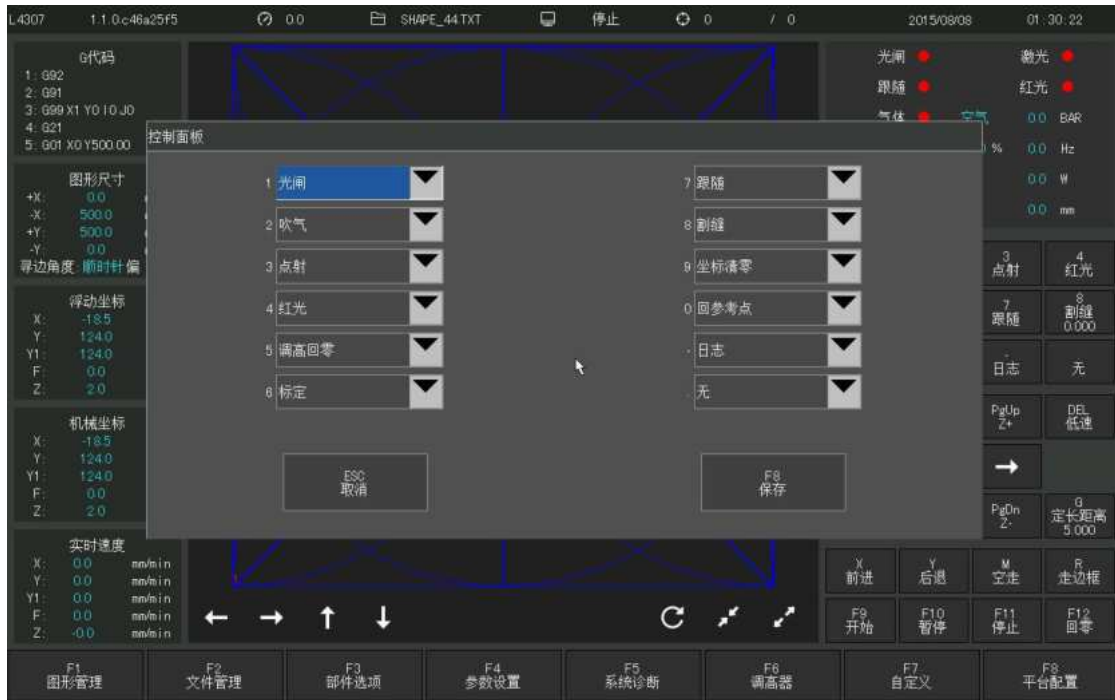 L4307 1.1.0:c46a25f5 0.0 SHAPE_44.TXT 停止 0 / 0 2015/08/08 01:30:22
G代码
1: G92
2: G91
3: G99 X1 Y0 I0 J0
4: G21
5: G01 X0 Y500.00
图形尺寸
+X: 0.0
-X: 500.0
+Y: 500.0
-Y: 0.0
寻边角度:顺时针偏
浮动坐标
X: -18.5
Y: 124.0
Y1: 124.0
F: 0.0
Z: 2.0
机械坐标
X: -18.5
Y: 124.0
Y1: 124.0
F: 0.0
Z: 2.0
实时速度
X: 0.0 mm/min
Y: 0.0 mm/min
Y1: 0.0 mm/min
F: 0.0 mm/min
Z: -0.0 mm/min
控制面板
1 光闸
2 吹气
3 点射
4 红光
5 调高回零
6 标定
7 跟随
8 割缝
9 坐标清零
0 回参考点
- 日志
. 无
ESC
取消
F8
保存
光闸 激光
跟随 红光
气体 空气 0.0 BAR
% 0.0 Hz
0.0 W
0.0 mm
3
点射
4
红光
7
跟随
8
割缝
0.000
-
日志
无
PgUp
Z+
DEL
低速
PgDn
Z-
G
定长距离
5.000
X
前进
Y
后退
M
空走
R
走边框
F9
开始
F10
暂停
F11
停止
F12
回零
F1
图形管理
F2
文件管理
F3
部件选项
F4
参数设置
F5
系统诊断
F6
调高器
F7
自定义
F8
平台配置